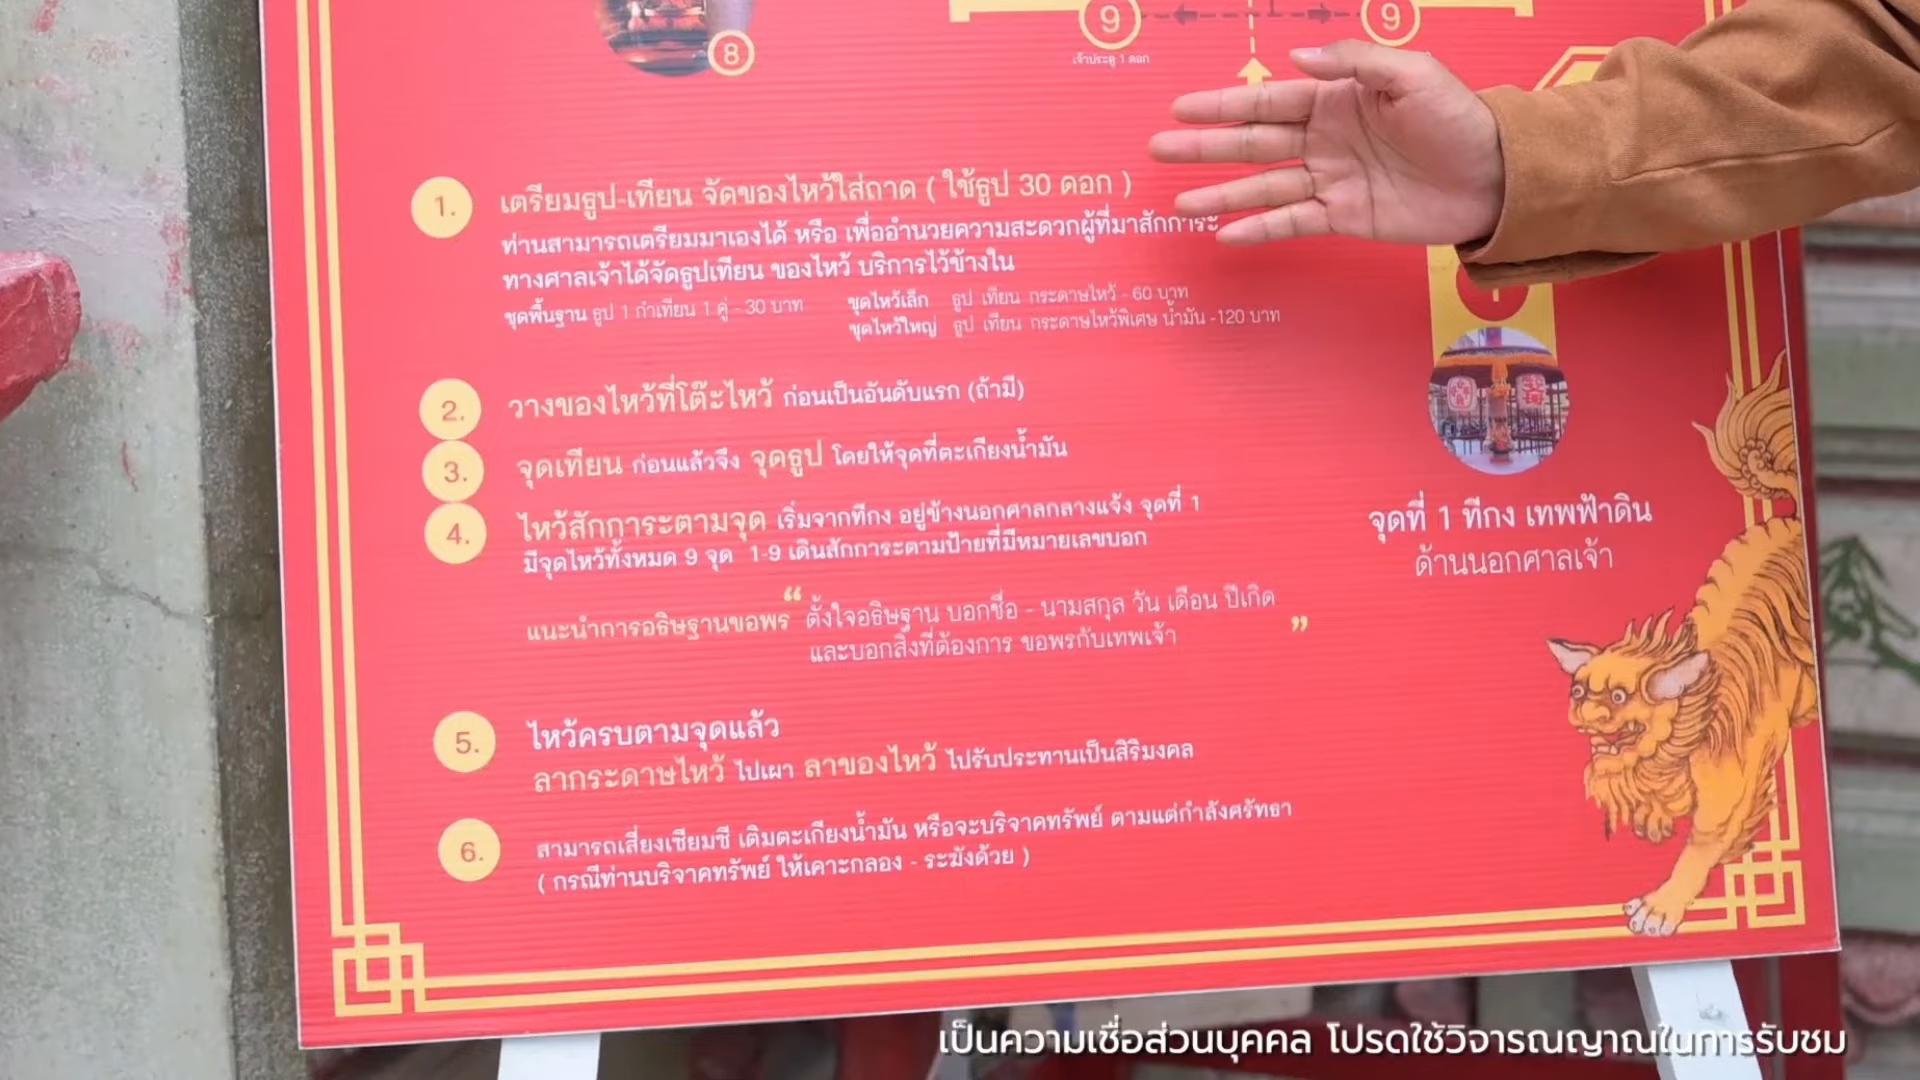 8
9
9
เจ้าประตู 1 ดอก
1. เตรียมธูป-เทียน จัดของไหว้ใส่ถาด ( ใช้ธูป 30 ดอก )
ท่านสามารถเตรียมมาเองได้ หรือ เพื่ออำนวยความสะดวกผู้ที่มาสักการะ
ทางศาลเจ้าได้จัดธูปเทียน ของไหว้ บริการไว้ข้างใน
ชุดพื้นฐาน ธูป 1 กำเทียน 1 คู่ - 30 บาท
ชุดไหว้เล็ก ธูป เทียน กระดาษไหว้ - 60 บาท
ชุดไหว้ใหญ่ ธูป เทียน กระดาษไหว้พิเศษ น้ำมัน -120 บาท
2. วางของไหว้ที่โต๊ะไหว้ ก่อนเป็นอันดับแรก (ถ้ามี)
3. จุดเทียน ก่อนแล้วจึง จุดธูป โดยให้จุดที่ตะเกียงน้ำมัน
4. ไหว้สักการะตามจุด เริ่มจากทีกง อยู่ข้างนอกศาลกลางแจ้ง จุดที่ 1
มีจุดไหว้ทั้งหมด 9 จุด 1-9 เดินสักการะตามป้ายที่มีหมายเลขบอก
แนะนำการอธิษฐานขอพร “ ตั้งใจอธิษฐาน บอกชื่อ - นามสกุล วัน เดือน ปีเกิด
และบอกสิ่งที่ต้องการ ขอพรกับเทพเจ้า ”
5. ไหว้ครบตามจุดแล้ว
ลากระดาษไหว้ ไปเผา ลาของไหว้ ไปรับประทานเป็นสิริมงคล
6. สามารถเสี่ยงเซียมซี เติมตะเกียงน้ำมัน หรือจะบริจาคทรัพย์ ตามแต่กำลังศรัทธา
( กรณีท่านบริจาคทรัพย์ ให้เคาะกลอง - ระฆังด้วย )
จุดที่ 1 ทีกง เทพฟ้าดิน
ด้านนอกศาลเจ้า
เป็นความเชื่อส่วนบุคคล โปรดใช้วิจารณญาณในการรับชม